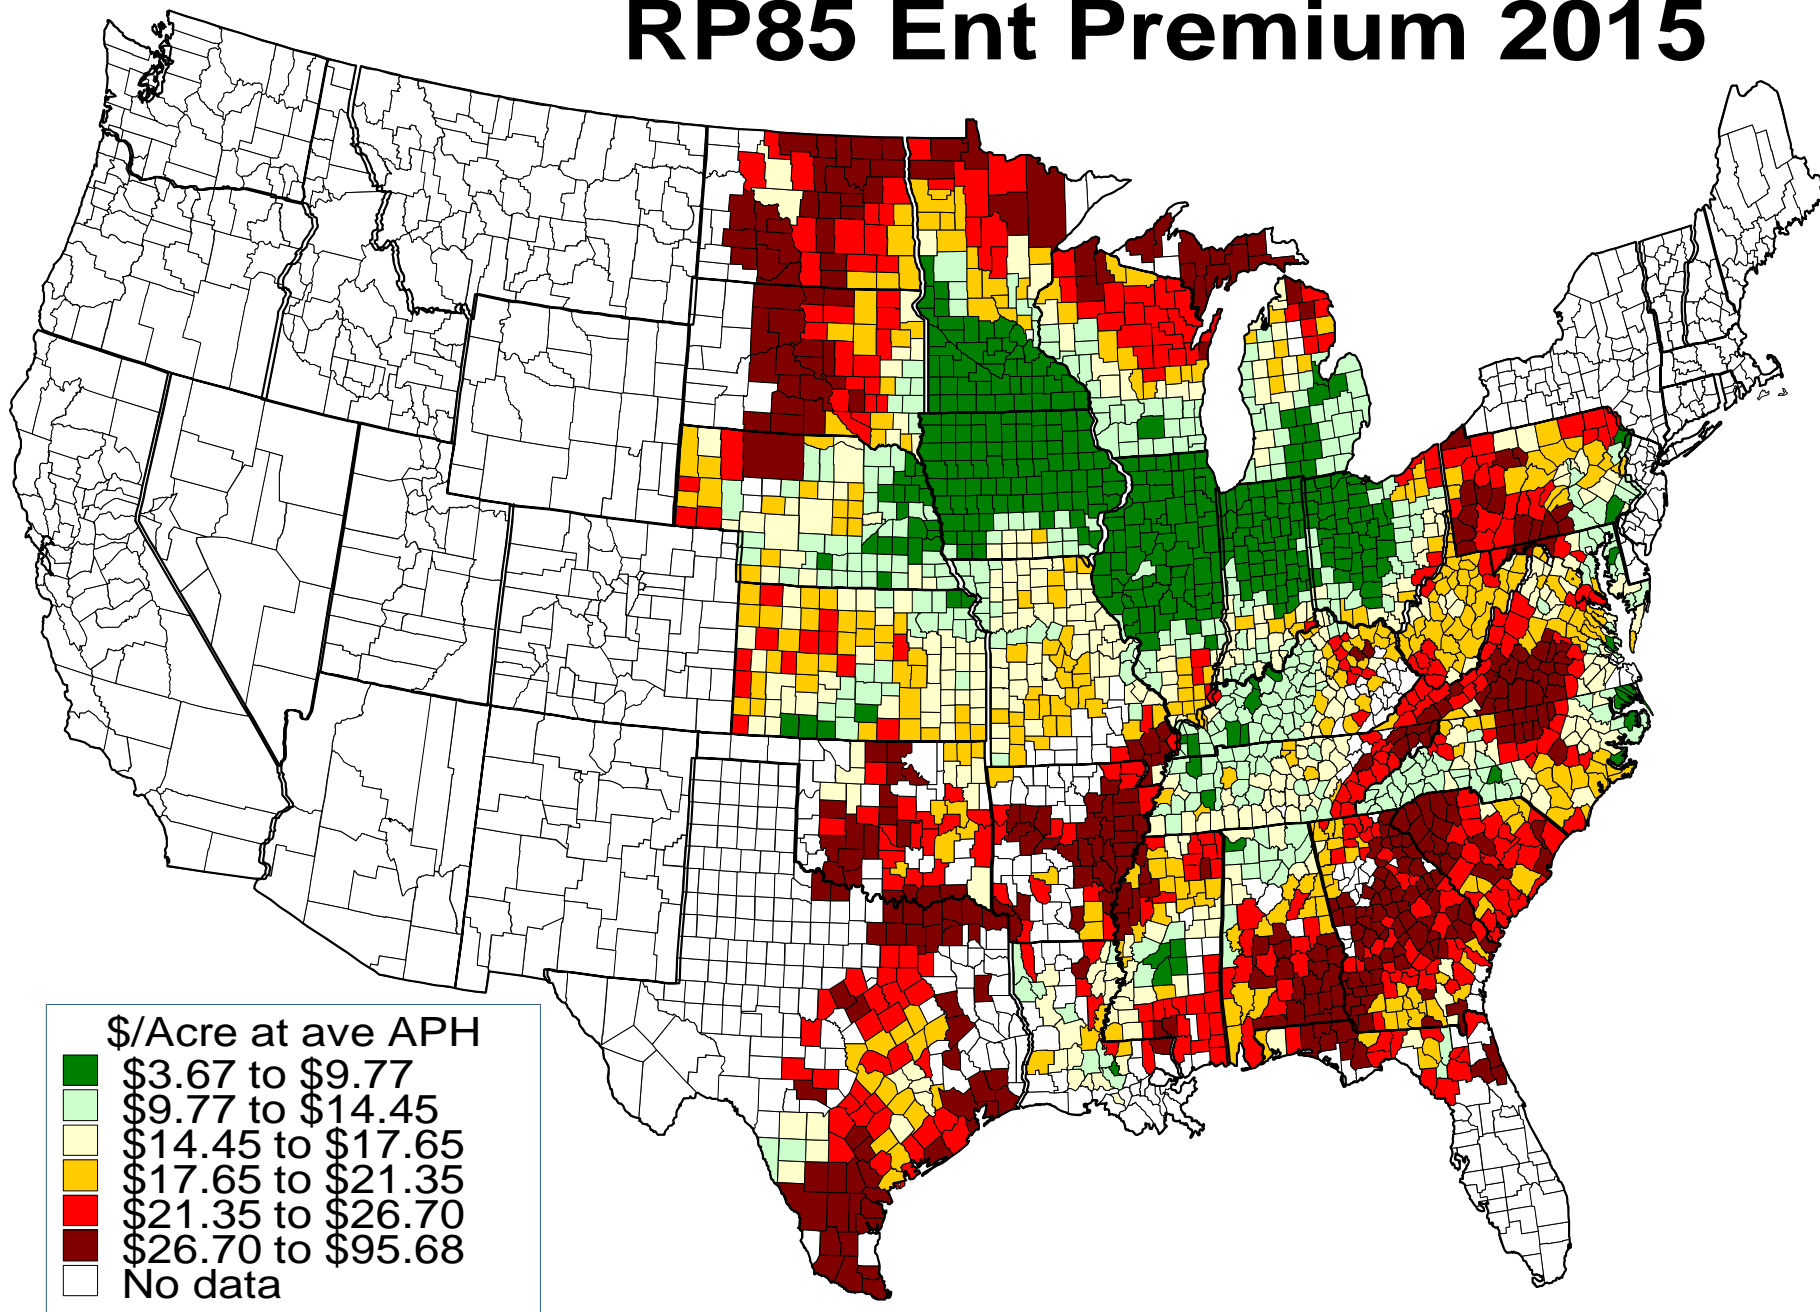 RP85 Ent Premium 2015
$/Acre at ave APH
$3.67 to $9.77
$9.77 to $14.45
$14.45 to $17.65
$17.65 to $21.35
$21.35 to $26.70
$26.70 to $95.68
No data